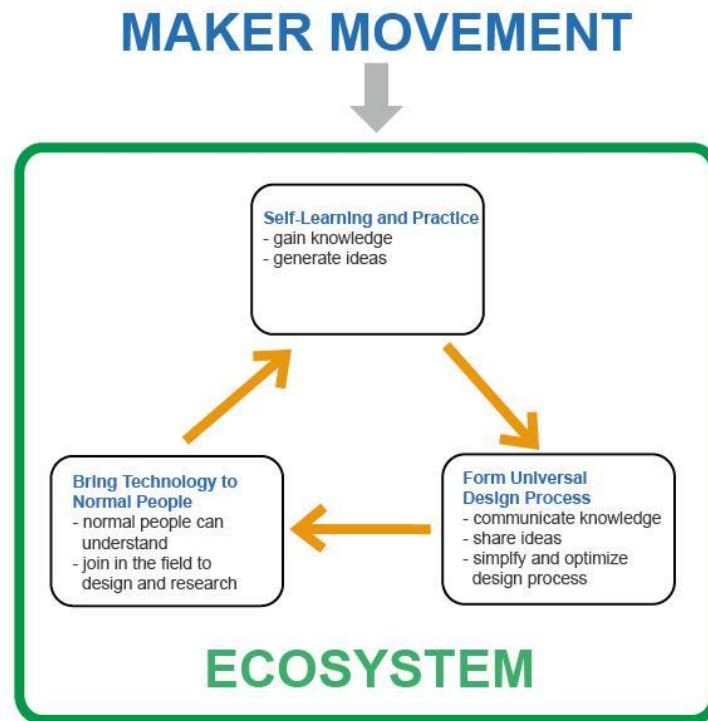 MAKER MOVEMENT
Self-Learning and Practice
- gain knowledge
- generate ideas
Bring Technology to
Normal People
- normal people can
understand
- join in the field to
design and research
Form Universal
Design Process
- communicate knowledge
- share ideas
- simplfy and optimize
design process
ECOSYSTEM